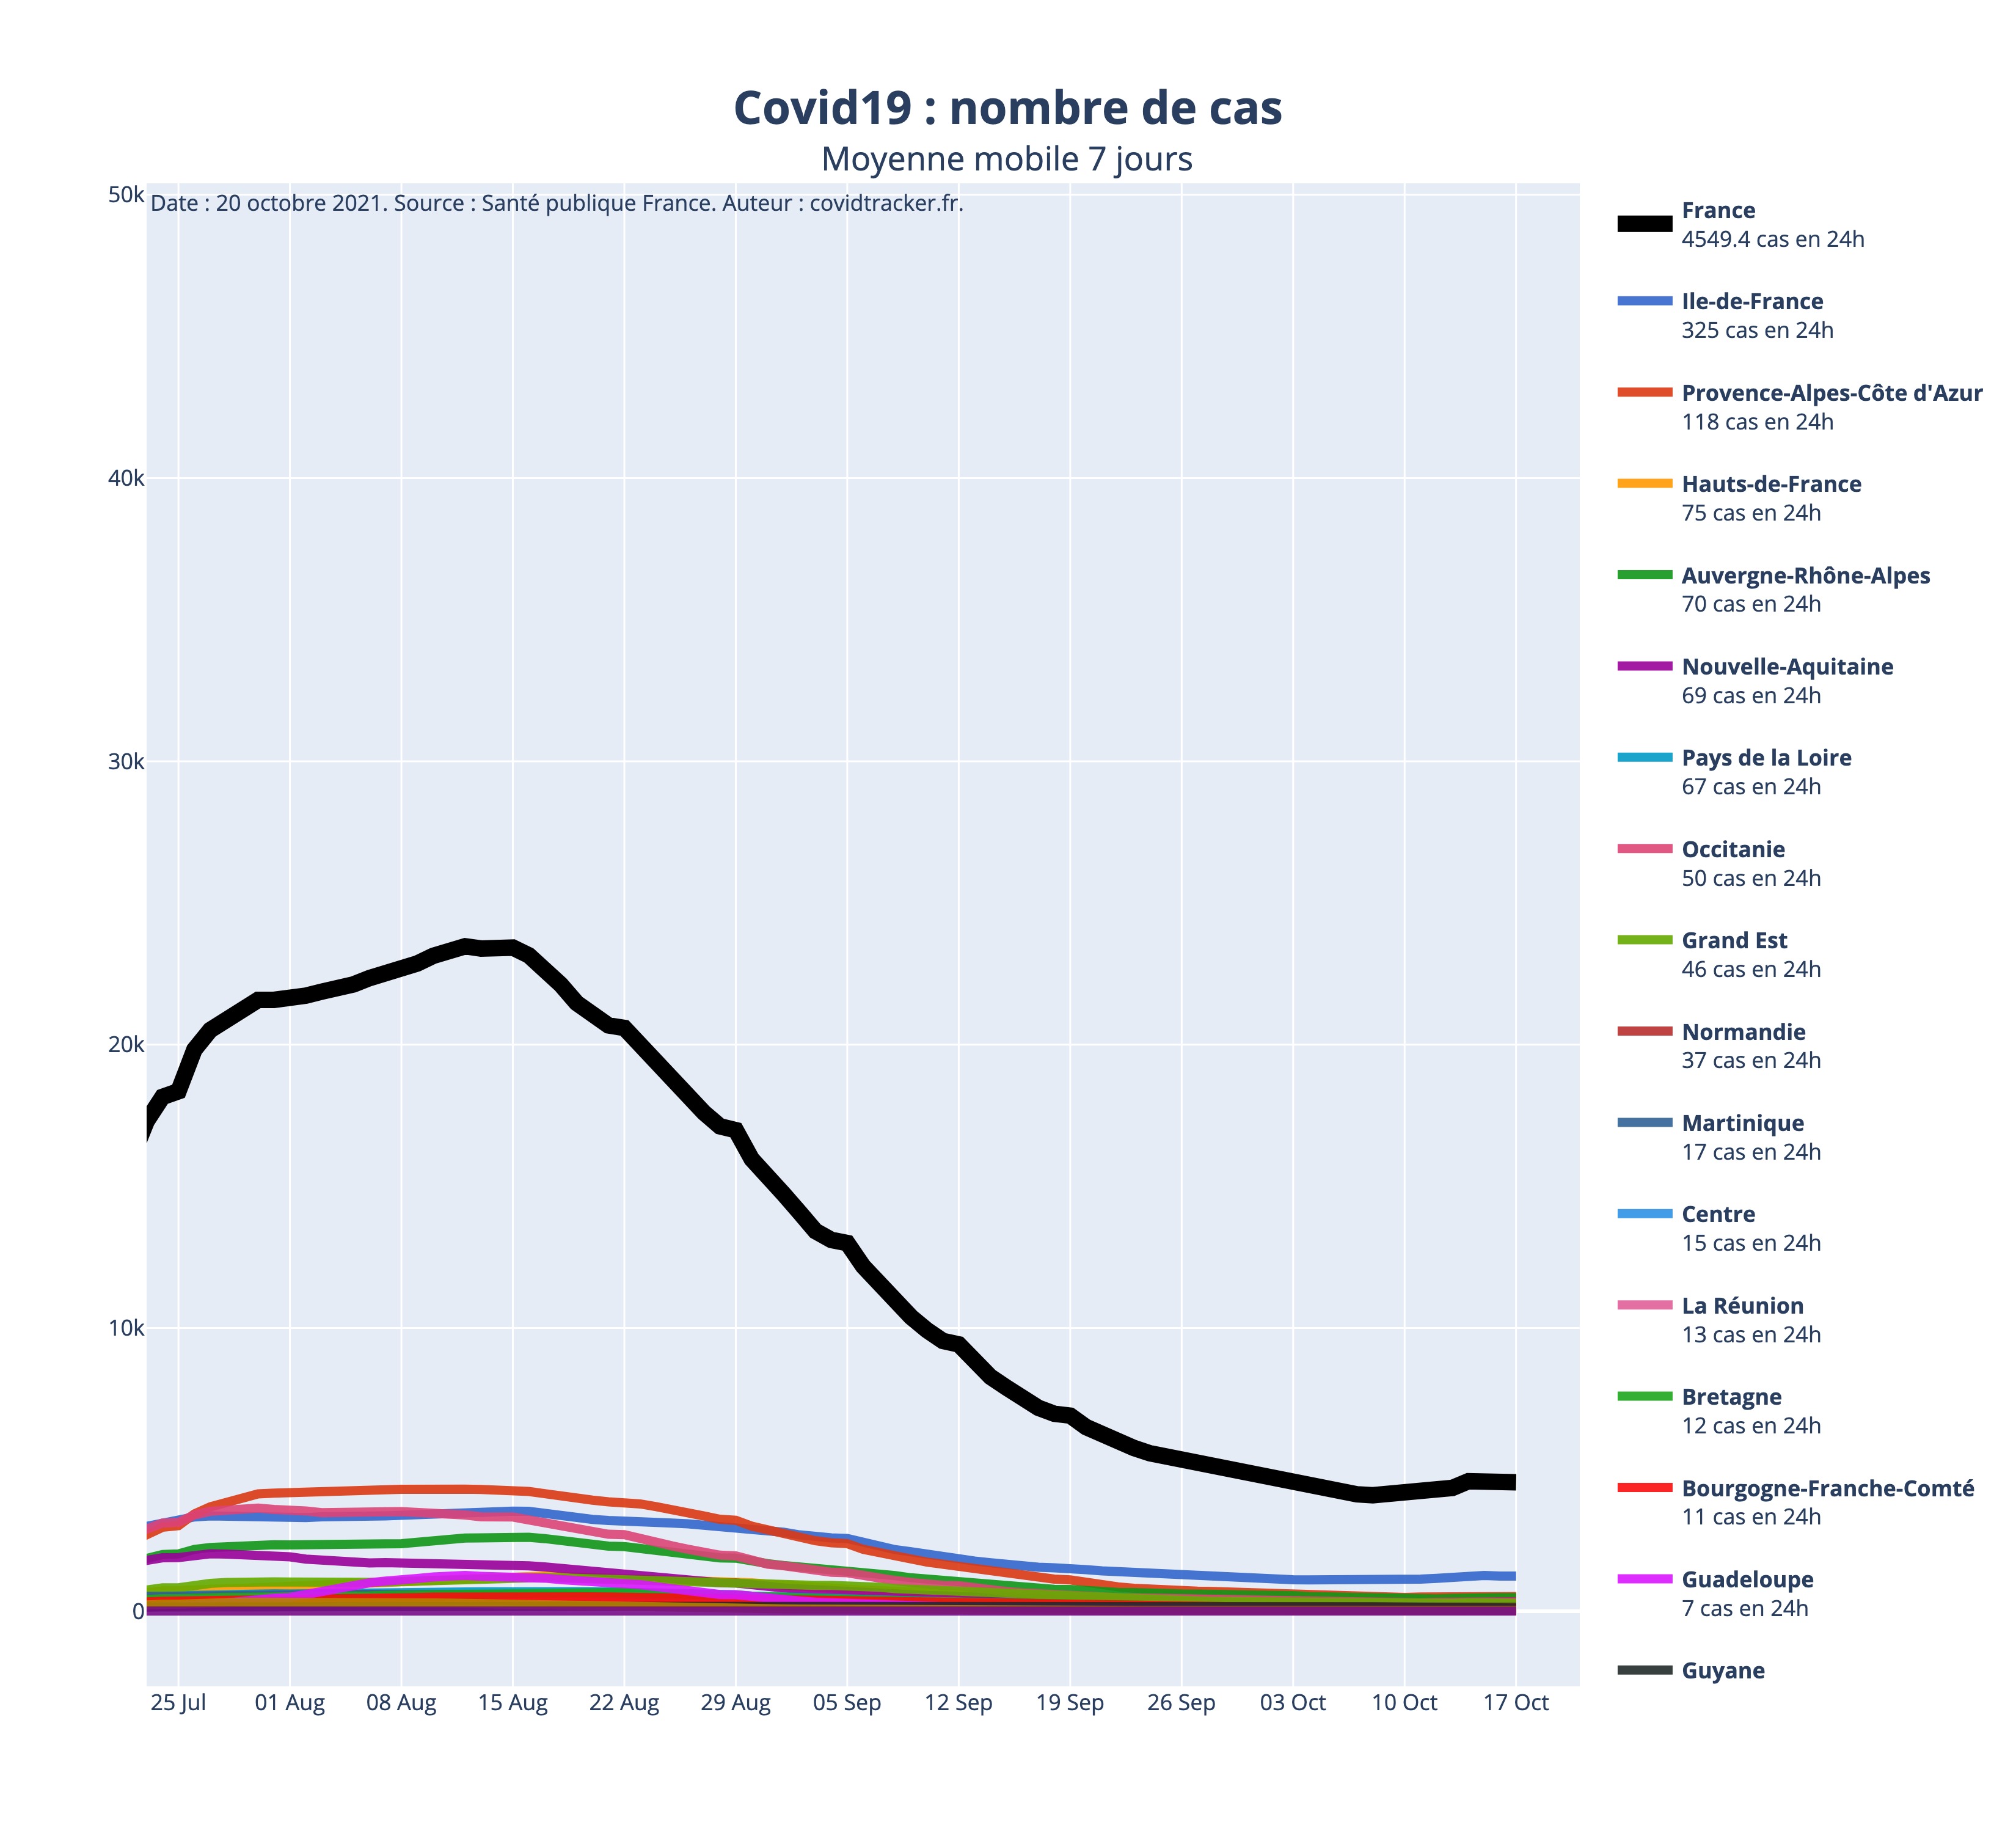 Covid19 : nombre de cas
Moyenne mobile 7 jours
Date : 20 octobre 2021. Source : Santé publique France. Auteur : covidtracker.fr.
50k
40k
30k
20k
10k
0
25 Jul
01 Aug
08 Aug
15 Aug
22 Aug
29 Aug
05 Sep
12 Sep
19 Sep
26 Sep
03 Oct
10 Oct
17 Oct
France
4549.4 cas en 24h
Ile-de-France
325 cas en 24h
Provence-Alpes-Côte d'Azur
118 cas en 24h
Hauts-de-France
75 cas en 24h
Auvergne-Rhône-Alpes
70 cas en 24h
Nouvelle-Aquitaine
69 cas en 24h
Pays de la Loire
67 cas en 24h
Occitanie
50 cas en 24h
Grand Est
46 cas en 24h
Normandie
37 cas en 24h
Martinique
17 cas en 24h
Centre
15 cas en 24h
La Réunion
13 cas en 24h
Bretagne
12 cas en 24h
Bourgogne-Franche-Comté
11 cas en 24h
Guadeloupe
7 cas en 24h
Guyane